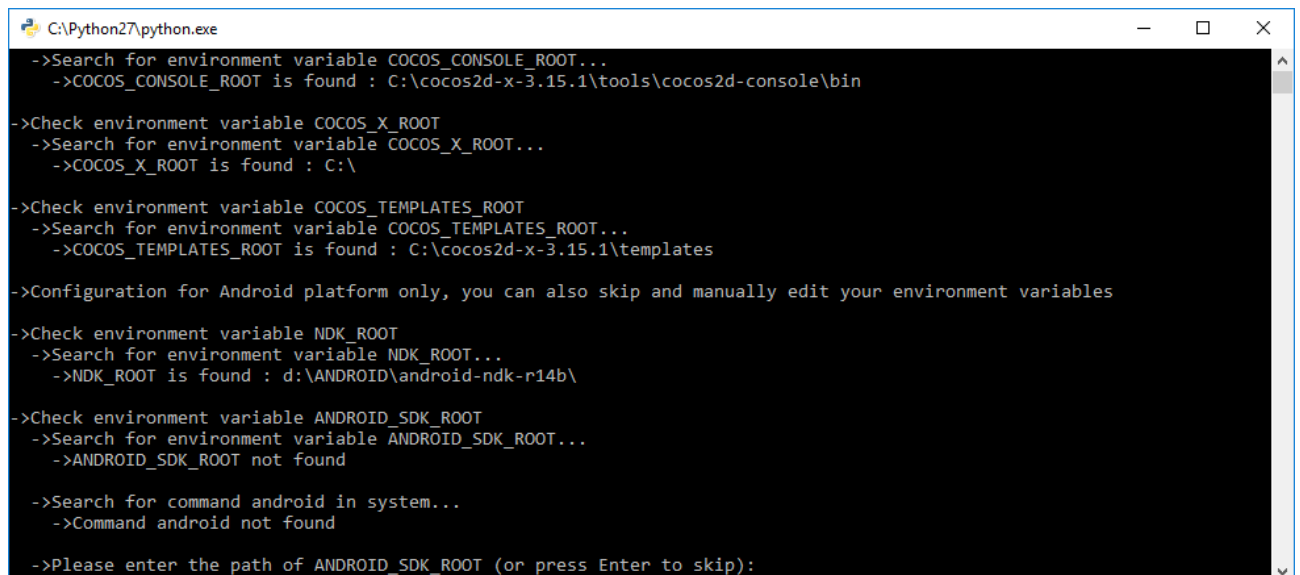 C:\Python27\python.exe
->Search for environment variable COCOS_CONSOLE_ROOT...
->COCOS_CONSOLE_ROOT is found : C:\cocos2d-x-3.15.1\tools\cocos2d-console\bin
->Check environment variable COCOS_X_ROOT
->Search for environment variable COCOS_X_ROOT...
->COCOS_X_ROOT is found : C:\
->Check environment variable COCOS_TEMPLATES_ROOT
->Search for environment variable COCOS_TEMPLATES_ROOT...
->COCOS_TEMPLATES_ROOT is found : C:\cocos2d-x-3.15.1\templates
->Configuration for Android platform only, you can also skip and manually edit your environment variables
->Check environment variable NDK_ROOT
->Search for environment variable NDK_ROOT...
->NDK_ROOT is found : d:\ANDROID\android-ndk-r14b\
->Check environment variable ANDROID_SDK_ROOT
->Search for environment variable ANDROID_SDK_ROOT...
->ANDROID_SDK_ROOT not found
->Search for command android in system...
->Command android not found
->Please enter the path of ANDROID_SDK_ROOT (or press Enter to skip):